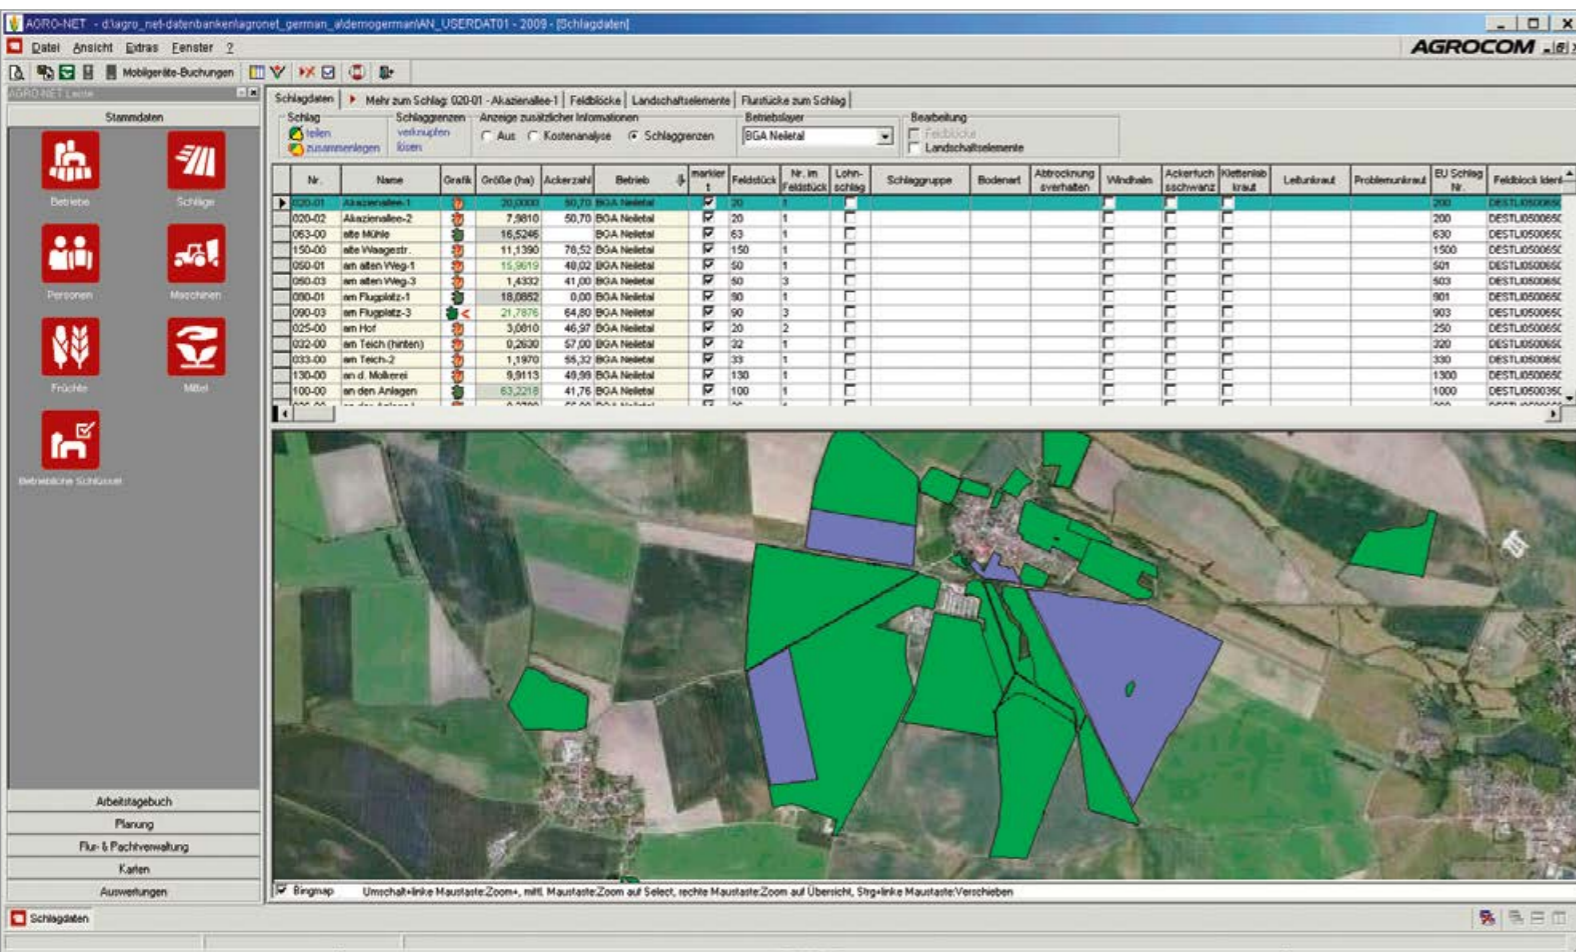 AGRO-NET - d:\agro_net-datenbanken\agronet_german_a\demogerman\AN_USERDAT01 - 2009 - [Schlagdaten]
Datei Ansicht Extras Fenster ?
AGROCOM
Mobilgeräte-Buchungen
AGRO-NET Leiste
Stammdaten
Betriebe Schläge
Personen Maschinen
Früchte Mittel
Betriebliche Schlüssel
Arbeitstagebuch
Planung
Flur- & Pachtverwaltung
Karten
Auswertungen
Schlagdaten Mehr zum Schlag: 020-01 - Akazienallee-1 Feldblöcke Landschaftselemente Flurstücke zum Schlag
Schlag Schlaggrenzen Anzeige zusätzlicher Informationen Betriebslayer Bearbeitung
teilen verknüpfen Aus Kostenanalyse Schlaggrenzen BGA Neiletal Feldblöcke
zusammenlegen lösen Landschaftselemente
Nr. Name Grafik Größe (ha) Ackerzahl Betrieb markiert Feldstück Nr. im Feldstück Lohn-schlag Schlaggruppe Bodenart Abtrocknungsverhalten Windhalm Ackerfuchsschwanz Klettenlabkraut Leitunkraut Problemunkraut EU Schlag Nr. Feldblock Ident
020-01 Akazienallee-1 20,0000 50,70 BGA Neiletal 20 1 200
020-02 Akazienallee-2 7,9810 50,70 BGA Neiletal 20 1 200
063-00 alte Mühle 16,5246 BGA Neiletal 63 1 630
150-00 alte Waagestr. 11,1390 78,52 BGA Neiletal 150 1 1500
050-01 am alten Weg-1 15,9619 48,02 BGA Neiletal 50 1 501
050-03 am alten Weg-3 1,4332 41,00 BGA Neiletal 50 3 503
090-01 am Flugplatz-1 18,0852 0,00 BGA Neiletal 90 1 901
090-03 am Flugplatz-3 21,7876 64,80 BGA Neiletal 90 3 903
025-00 am Hof 3,0810 46,97 BGA Neiletal 20 2 250
032-00 am Teich (hinten) 0,2630 57,00 BGA Neiletal 32 1 320
033-00 am Teich-2 1,1970 55,32 BGA Neiletal 33 1 330
130-00 an d. Molkerei 9,9113 49,99 BGA Neiletal 130 1 1300
100-00 an den Anlagen 63,2218 41,76 BGA Neiletal 100 1 1000
Bingmap Umschalt+linke Maustaste:Zoom+, mittl. Maustaste:Zoom auf Select, rechte Maustaste:Zoom auf Übersicht, Strg+linke Maustaste:Verschieben
Schlagdaten